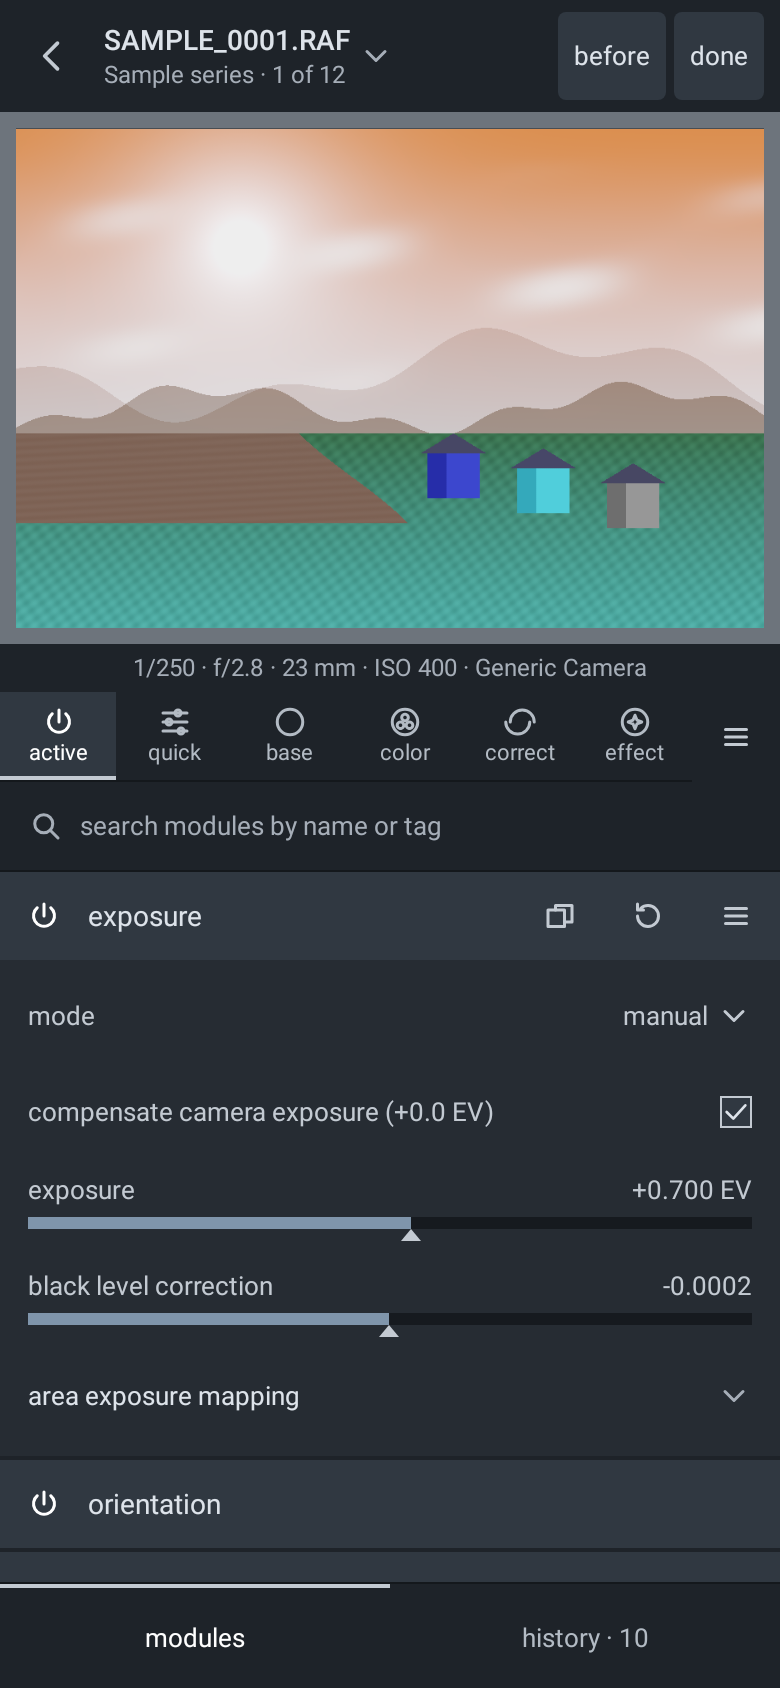 SAMPLE_0001.RAF
Sample series · 1 of 12
before
done
1/250 · f/2.8 · 23 mm · ISO 400 · Generic Camera
active
quick
base
color
correct
effect
search modules by name or tag
exposure
mode
manual
compensate camera exposure (+0.0 EV)
exposure
+0.700 EV
black level correction
-0.0002
area exposure mapping
orientation
modules
history · 10